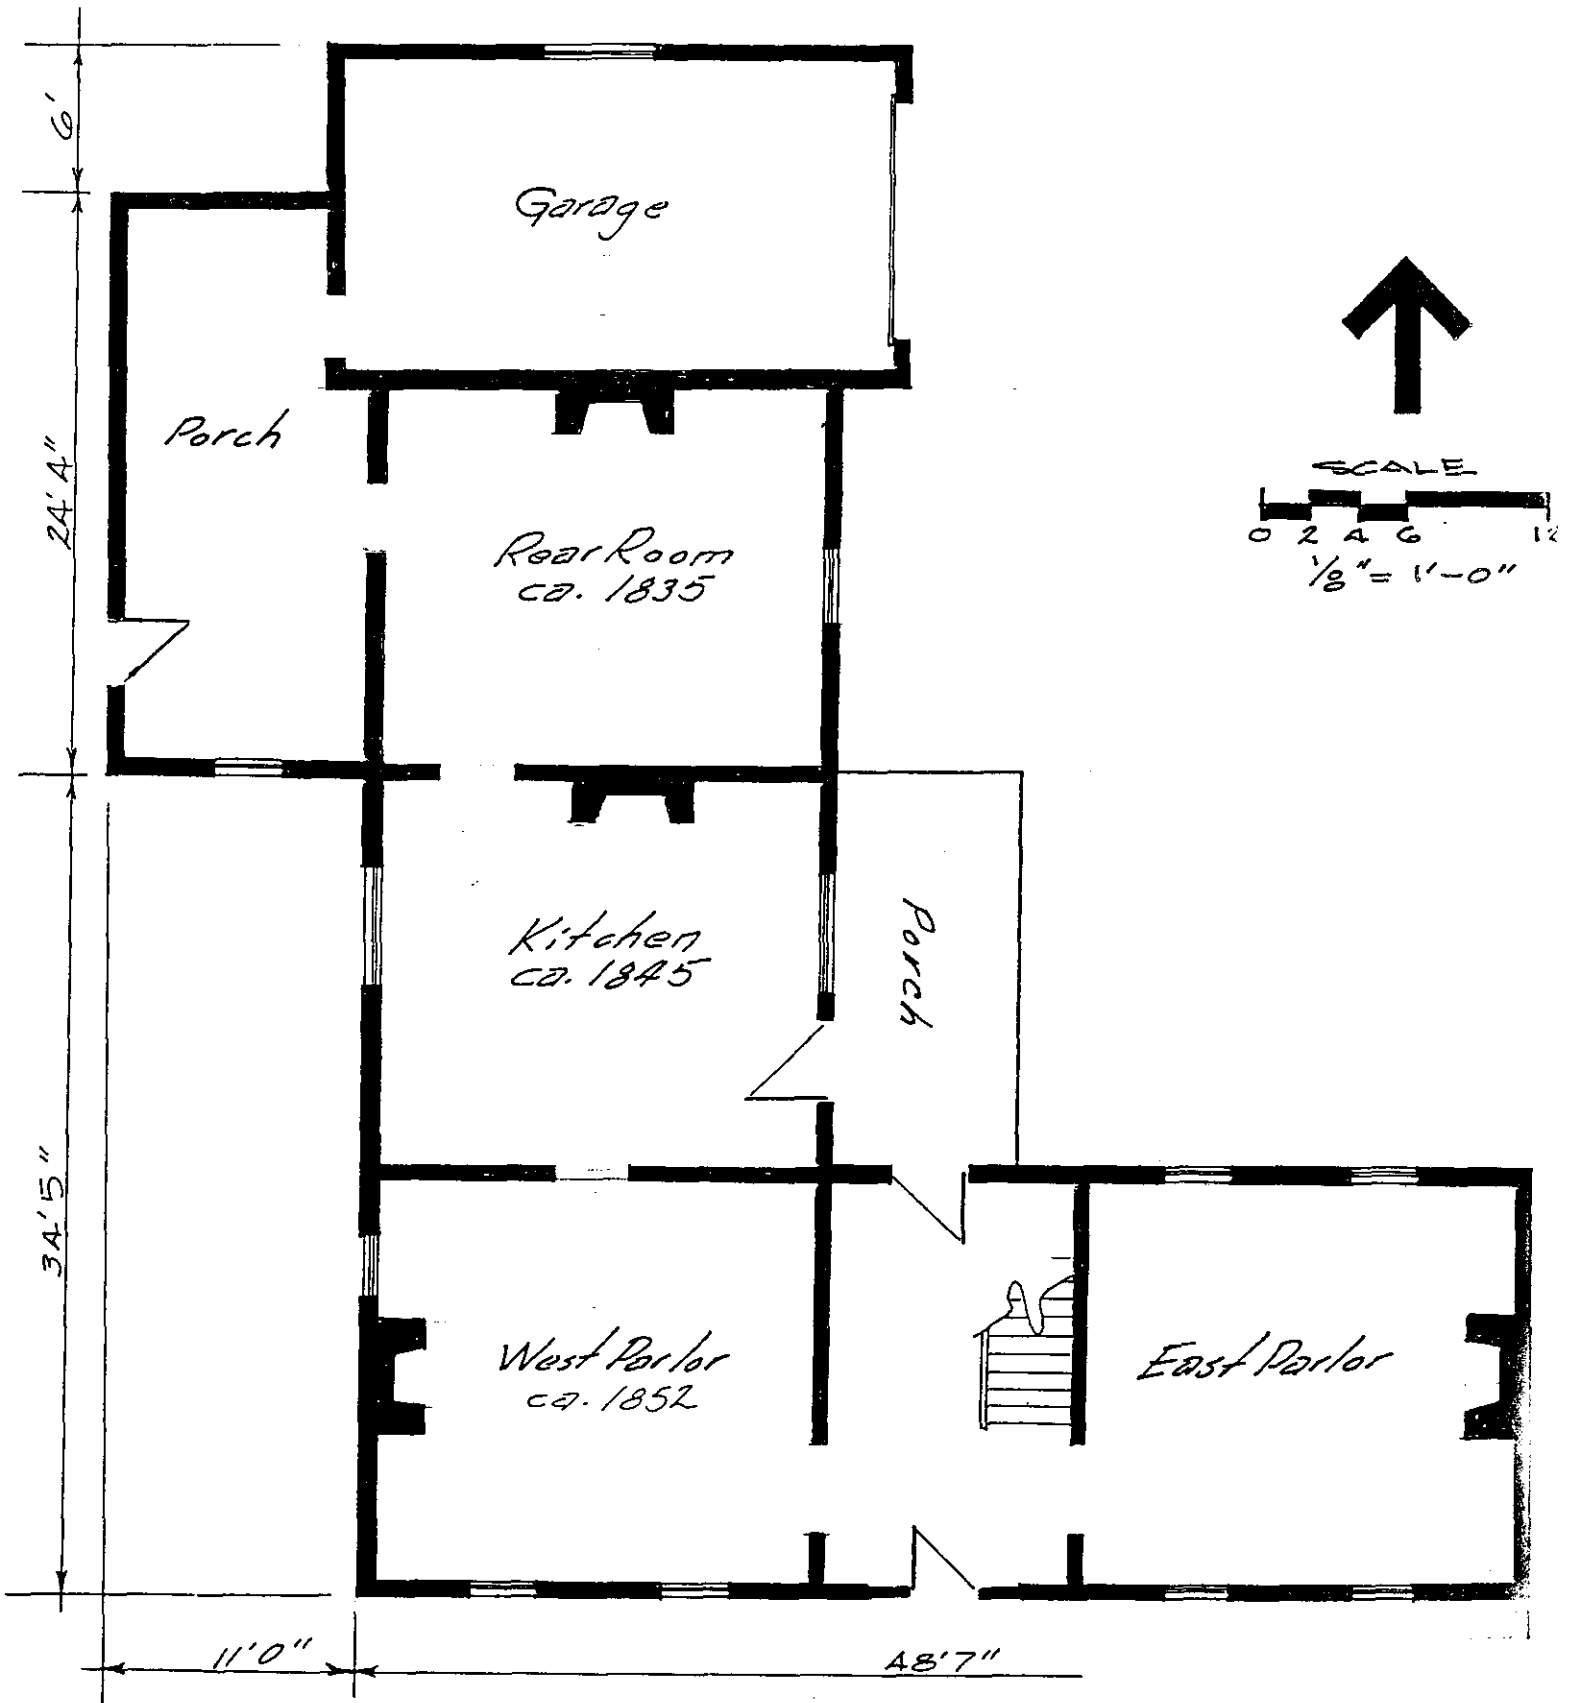 6'
Garage
Porch
24'4"
SCALE
0 2 4 6 12
1/8" = 1'-0"
Rear Room
ca. 1835
Kitchen
ca. 1845
Porch
34'5"
West Parlor
ca. 1852
East Parlor
11'0"
48'7"